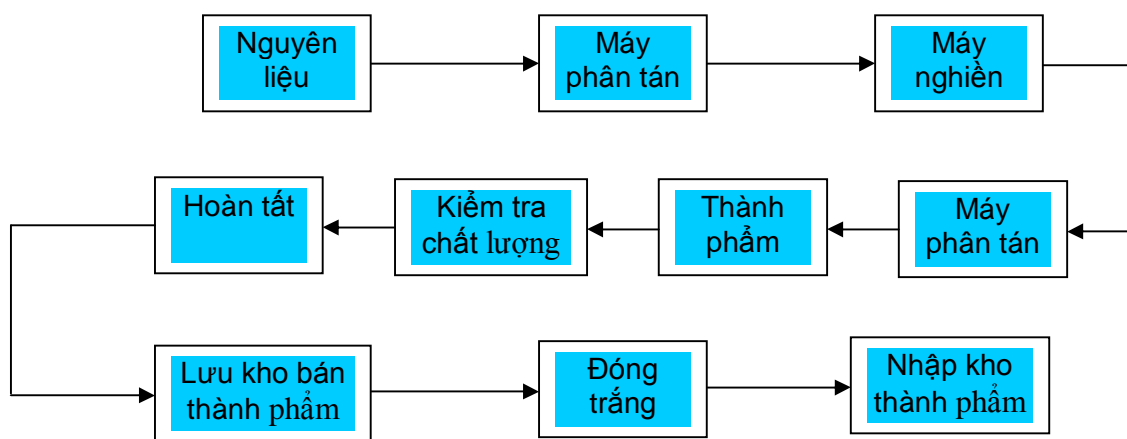 Nguyên
liệu
Máy
phân tán
Máy
nghiền
Hoàn tất
Kiểm tra
chất lượng
Thành
phẩm
Máy
phân tán
Lưu kho bán
thành phẩm
Đóng
trắng
Nhập kho
thành phẩm